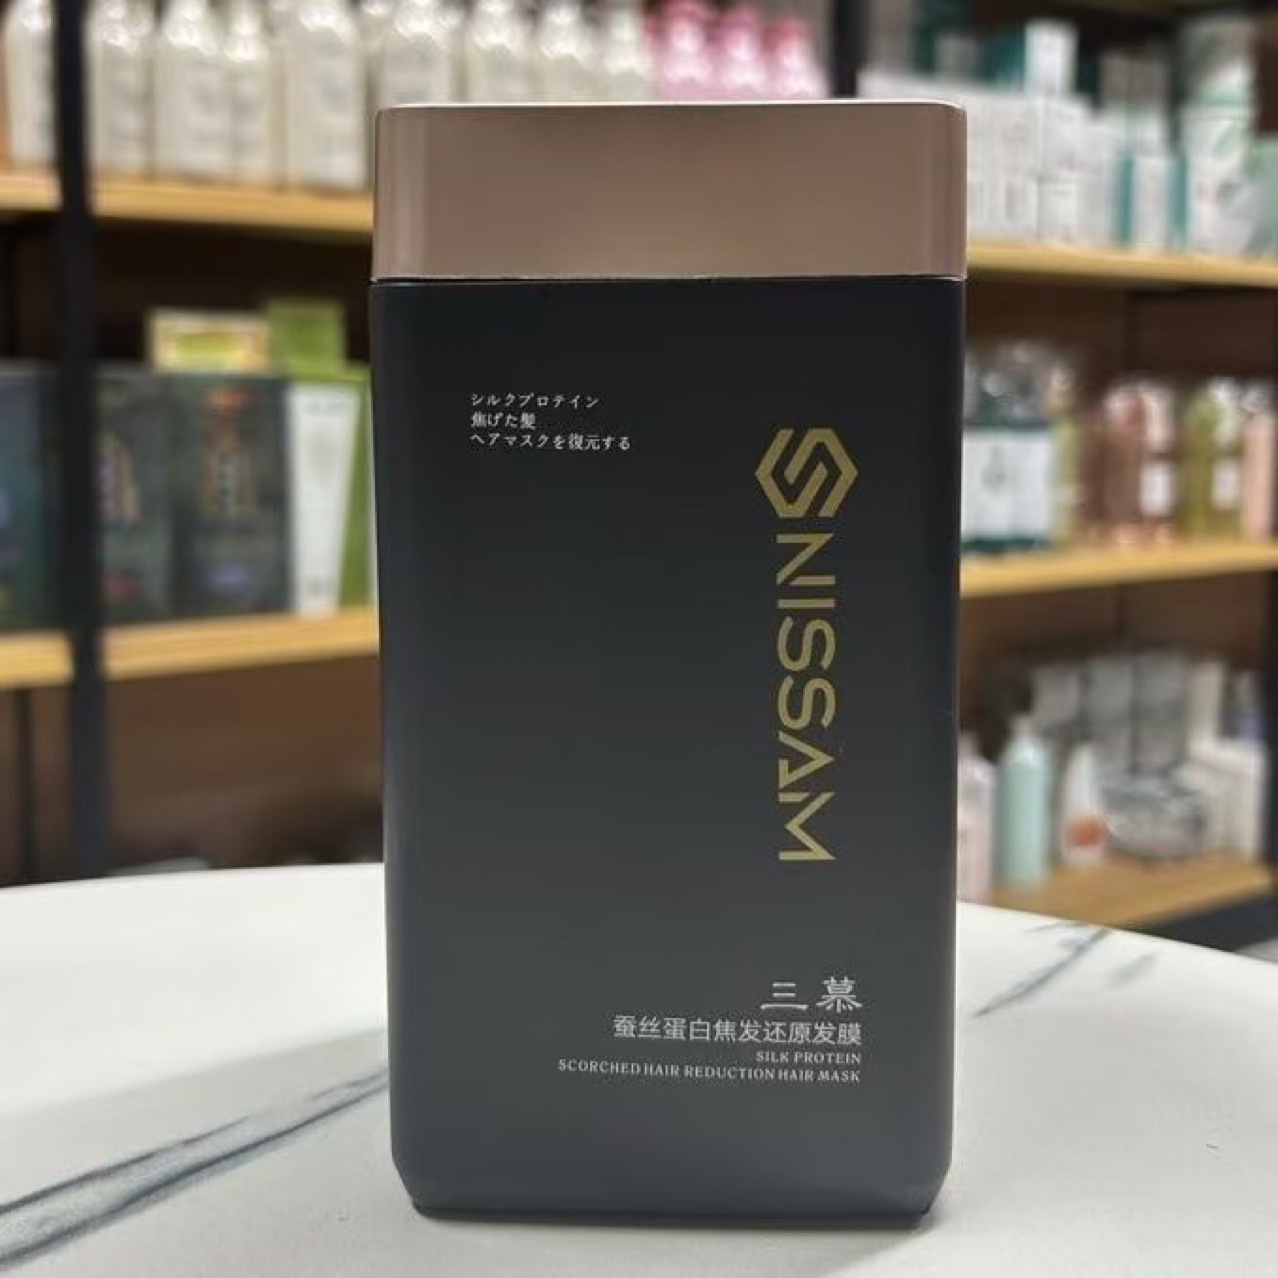 シルクプロテイン
焦げた髪
ヘアマスクを復元する
SNISSAM
三慕
蚕丝蛋白焦发还原发膜
SILK PROTEIN
SCORCHED HAIR REDUCTION HAIR MASK